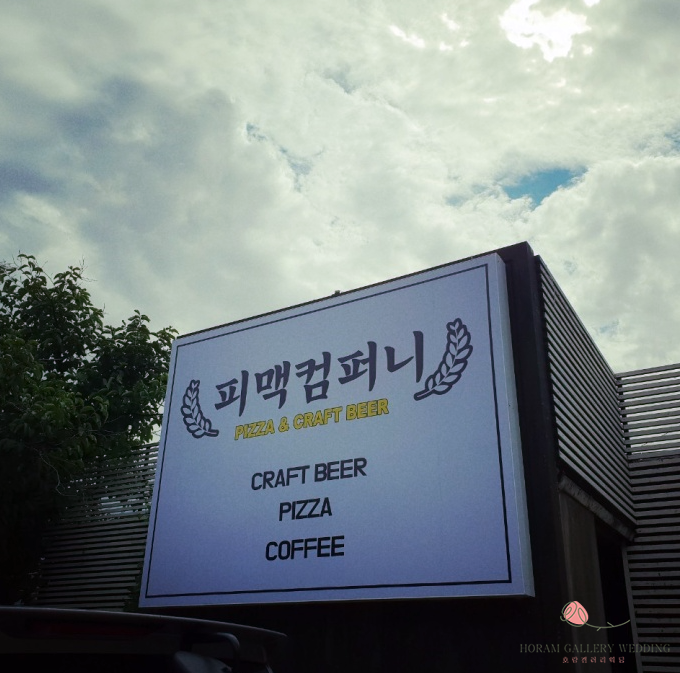 피맥컴퍼니
PIZZA & CRAFT BEER
CRAFT BEER
PIZZA
COFFEE
HORAM GALLERY WEDDING
호람갤러리웨딩